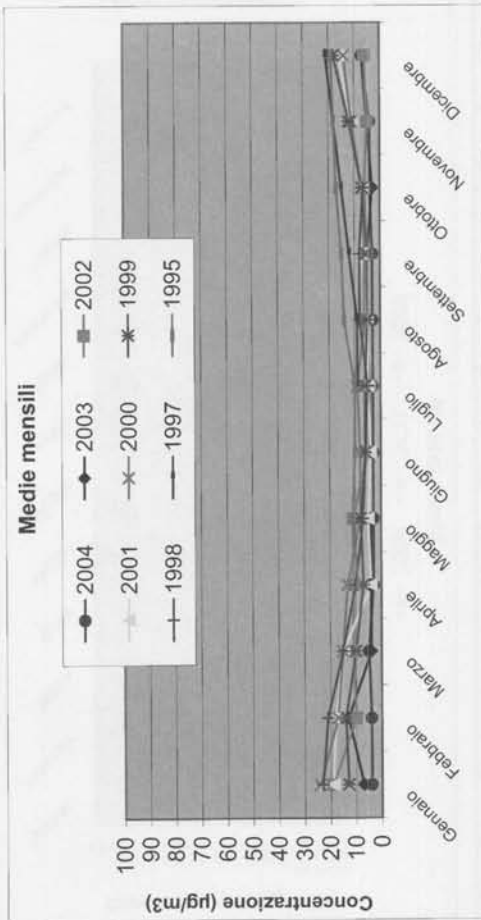 Medie mensili
2004 2003 2002
2001 2000 1999
1998 1997 1995
Concentrazione (µg/m3)
100
90
80
70
60
50
40
30
20
10
0
Gennaio
Febbraio
Marzo
Aprile
Maggio
Giugno
Luglio
Agosto
Settembre
Ottobre
Novembre
Dicembre